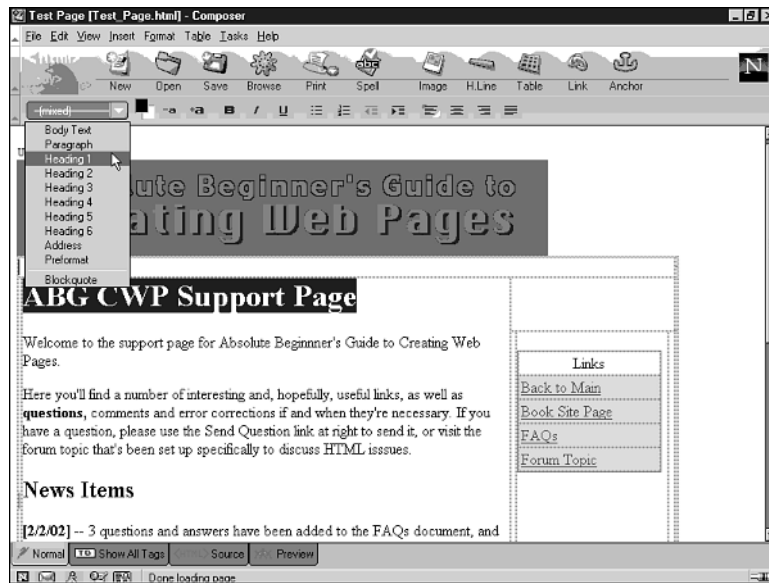 Test Page [Test_Page.html] - Composer
File Edit View Insert Format Table Tasks Help
New Open Save Browse Print Spell Image H.Line Table Link Anchor
N
-(mixed) -a +a B I U
Body Text
Paragraph
Heading 1
Heading 2
Heading 3
Heading 4
Heading 5
Heading 6
Address
Preformat
Blockquote
ute Beginner's Guide to
ating Web Pages
ABG CWP Support Page
Welcome to the support page for Absolute Beginnner's Guide to Creating Web
Pages.
Here you'll find a number of interesting and, hopefully, useful links, as well as
questions, comments and error corrections if and when they're necessary. If you
have a question, please use the Send Question link at right to send it, or visit the
forum topic that's been set up specifically to discuss HTML isssues.
Links
Back to Main
Book Site Page
FAQs
Forum Topic
News Items
[2/2/02] -- 3 questions and answers have been added to the FAQs document, and
Normal Show All Tags Source Preview
Done loading page